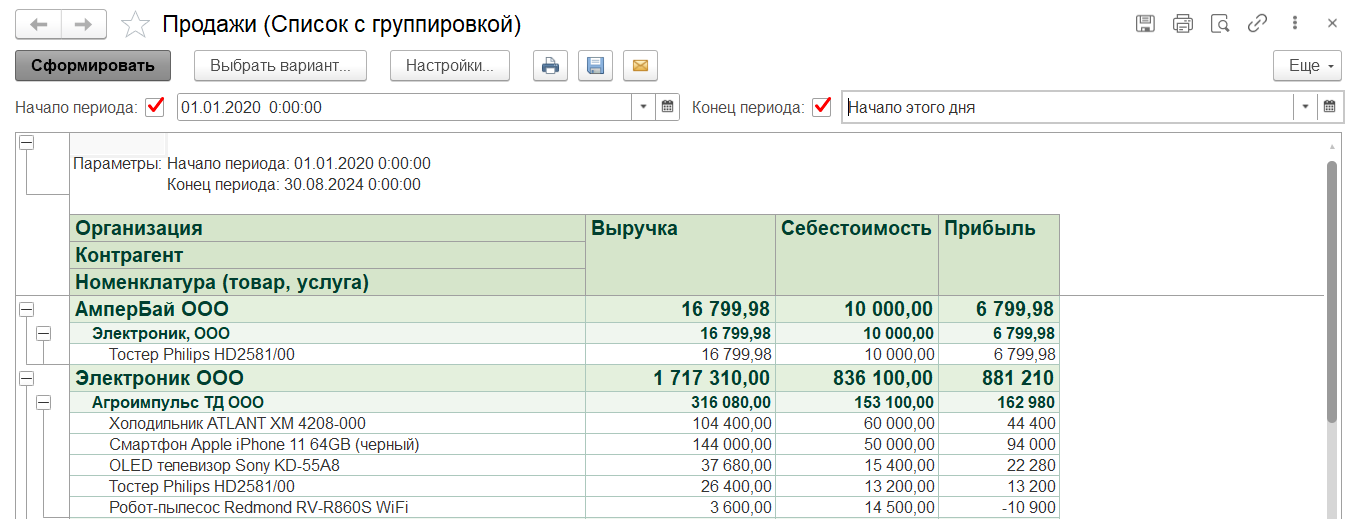 Продажи (Список с группировкой)
Сформировать Выбрать вариант... Настройки... Еще
Начало периода: 01.01.2020 0:00:00 Конец периода: Начало этого дня
Параметры: Начало периода: 01.01.2020 0:00:00
Конец периода: 30.08.2024 0:00:00
Организация Выручка Себестоимость Прибыль
Контрагент
Номенклатура (товар, услуга)
АмперБай ООО 16 799,98 10 000,00 6 799,98
Электроник, ООО 16 799,98 10 000,00 6 799,98
Тостер Philips HD2581/00 16 799,98 10 000,00 6 799,98
Электроник ООО 1 717 310,00 836 100,00 881 210
Агроимпульс ТД ООО 316 080,00 153 100,00 162 980
Холодильник ATLANT ХМ 4208-000 104 400,00 60 000,00 44 400
Смартфон Apple iPhone 11 64GB (черный) 144 000,00 50 000,00 94 000
OLED телевизор Sony KD-55A8 37 680,00 15 400,00 22 280
Тостер Philips HD2581/00 26 400,00 13 200,00 13 200
Робот-пылесос Redmond RV-R860S WiFi 3 600,00 14 500,00 -10 900